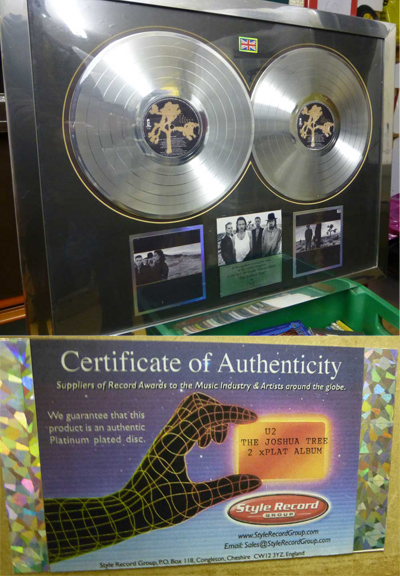 Certificate of Authenticity
Suppliers of Record Awards to the Music Industry & Artists around the globe.
We guarantee that this
product is an authentic
Platinum plated disc.
U2
THE JOSHUA TREE
2 xPLAT ALBUM
Style Record
GROUP
www.StyleRecordGroup.com
Email: Sales@StyleRecordGroup.com
Style Record Group, P.O. Box 118, Congleton, Cheshire CW12 3YZ, England